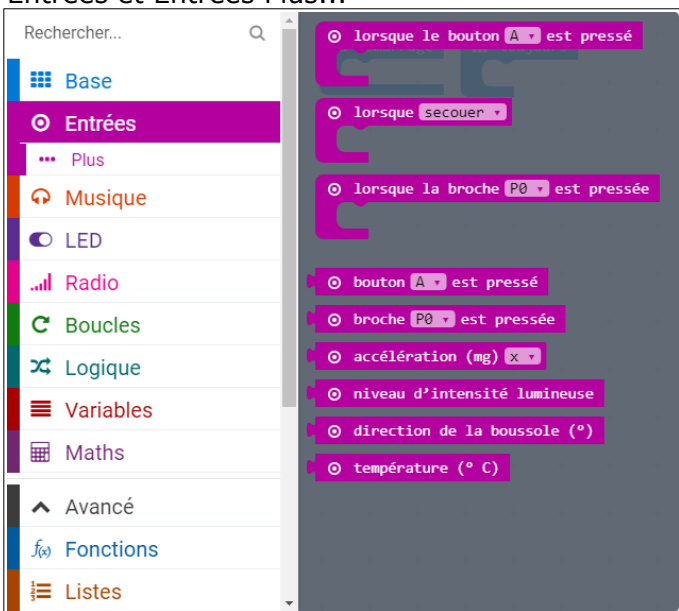 Entrées et Entrées Plus...
Rechercher...
Base
Entrées
Plus
Musique
LED
Radio
Boucles
Logique
Variables
Maths
Avancé
f(x) Fonctions
Listes
lorsque le bouton A est pressé
lorsque secouer
lorsque la broche P0 est pressée
bouton A est pressé
broche P0 est pressée
accélération (mg) x
niveau d'intensité lumineuse
direction de la boussole (°)
température (° C)